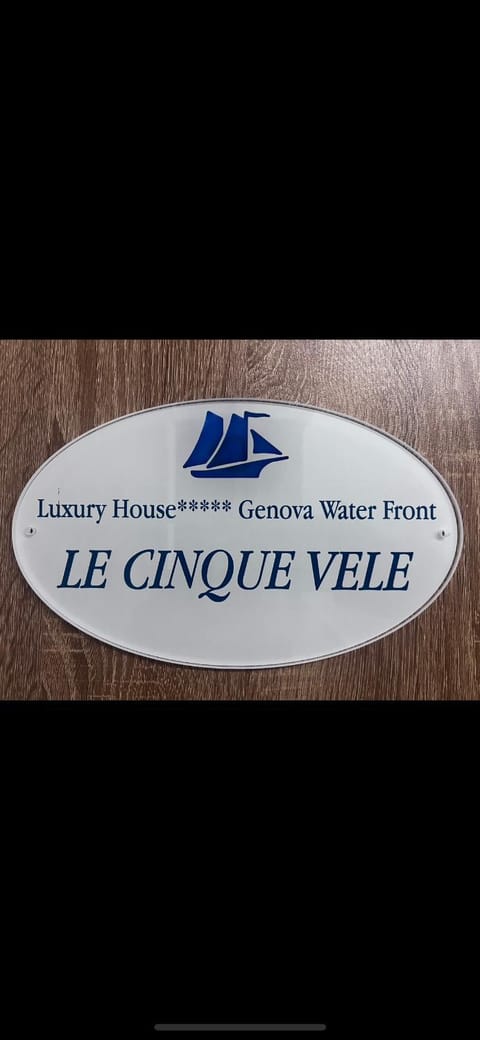 Luxury House***** Genova Water Front
LE CINQUE VELE